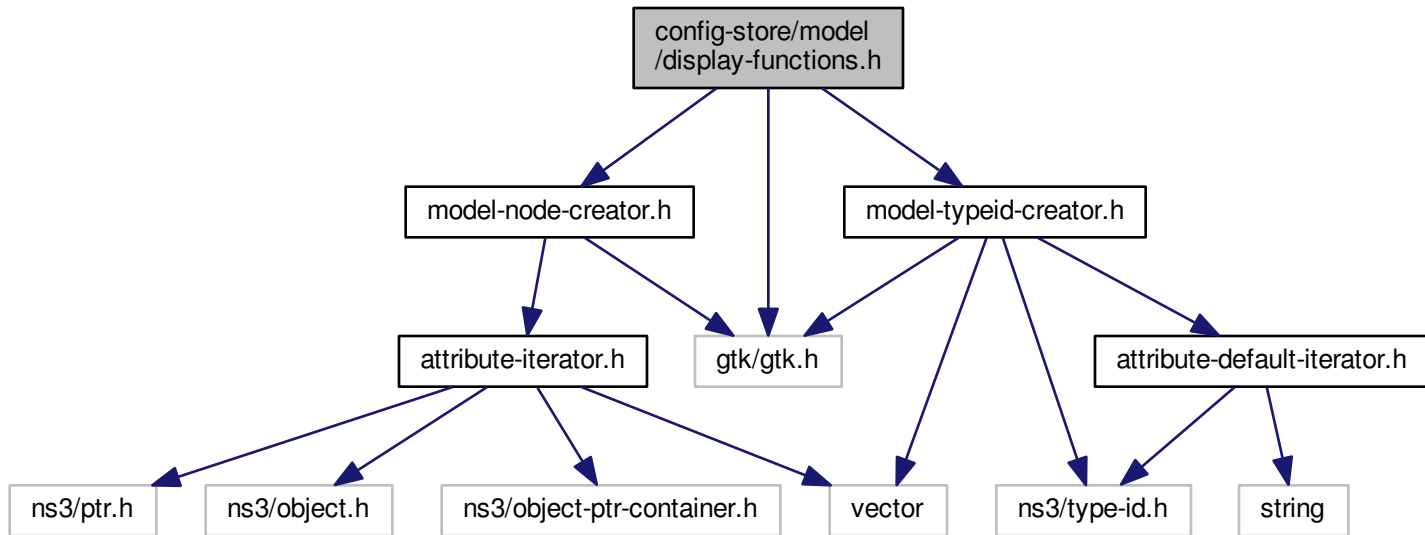 config-store/model
/display-functions.h
model-node-creator.h
model-typeid-creator.h
attribute-iterator.h
gtk/gtk.h
attribute-default-iterator.h
ns3/ptr.h
ns3/object.h
ns3/object-ptr-container.h
vector
ns3/type-id.h
string